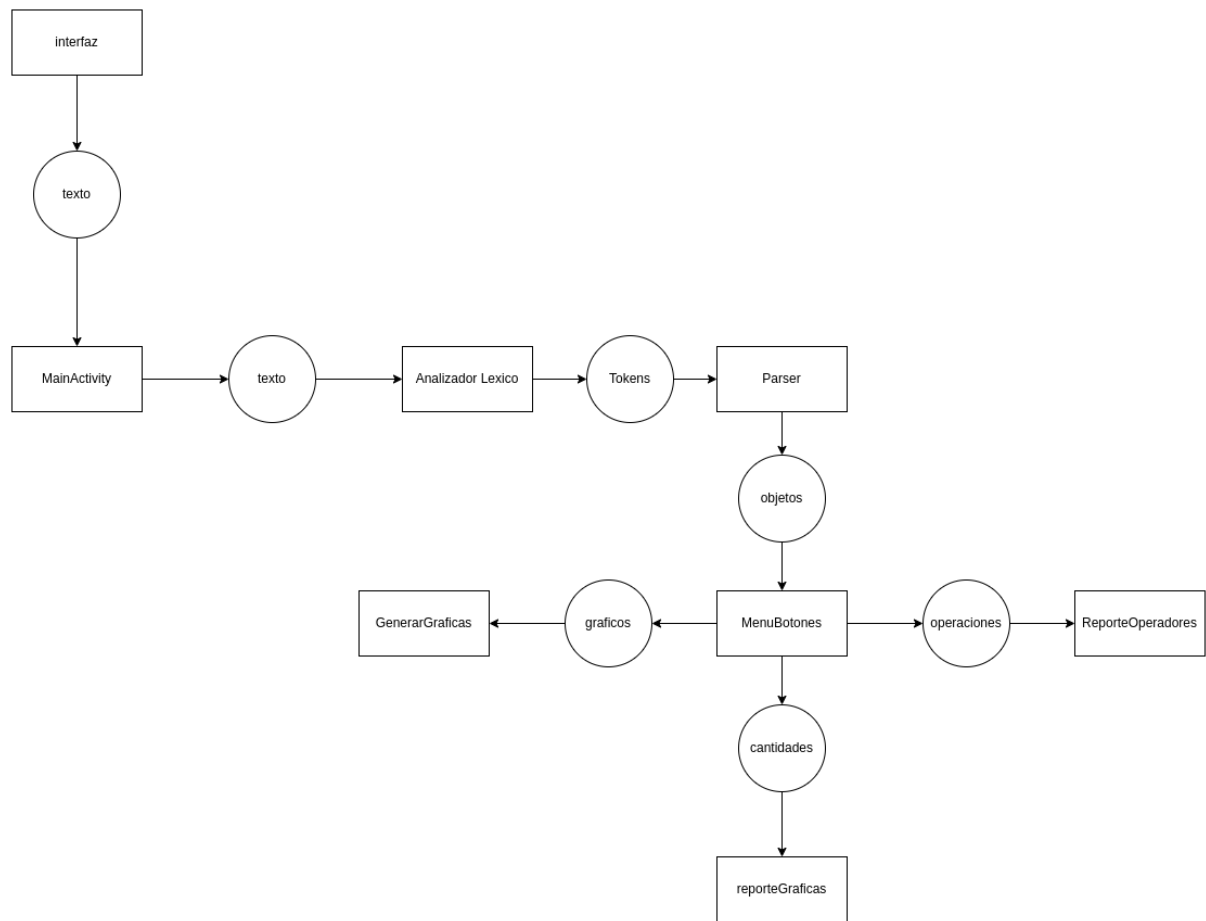 interfaz
texto
MainActivity
texto
Analizador Lexico
Tokens
Parser
objetos
GenerarGraficas
graficos
MenuBotones
operaciones
ReporteOperadores
cantidades
reporteGraficas